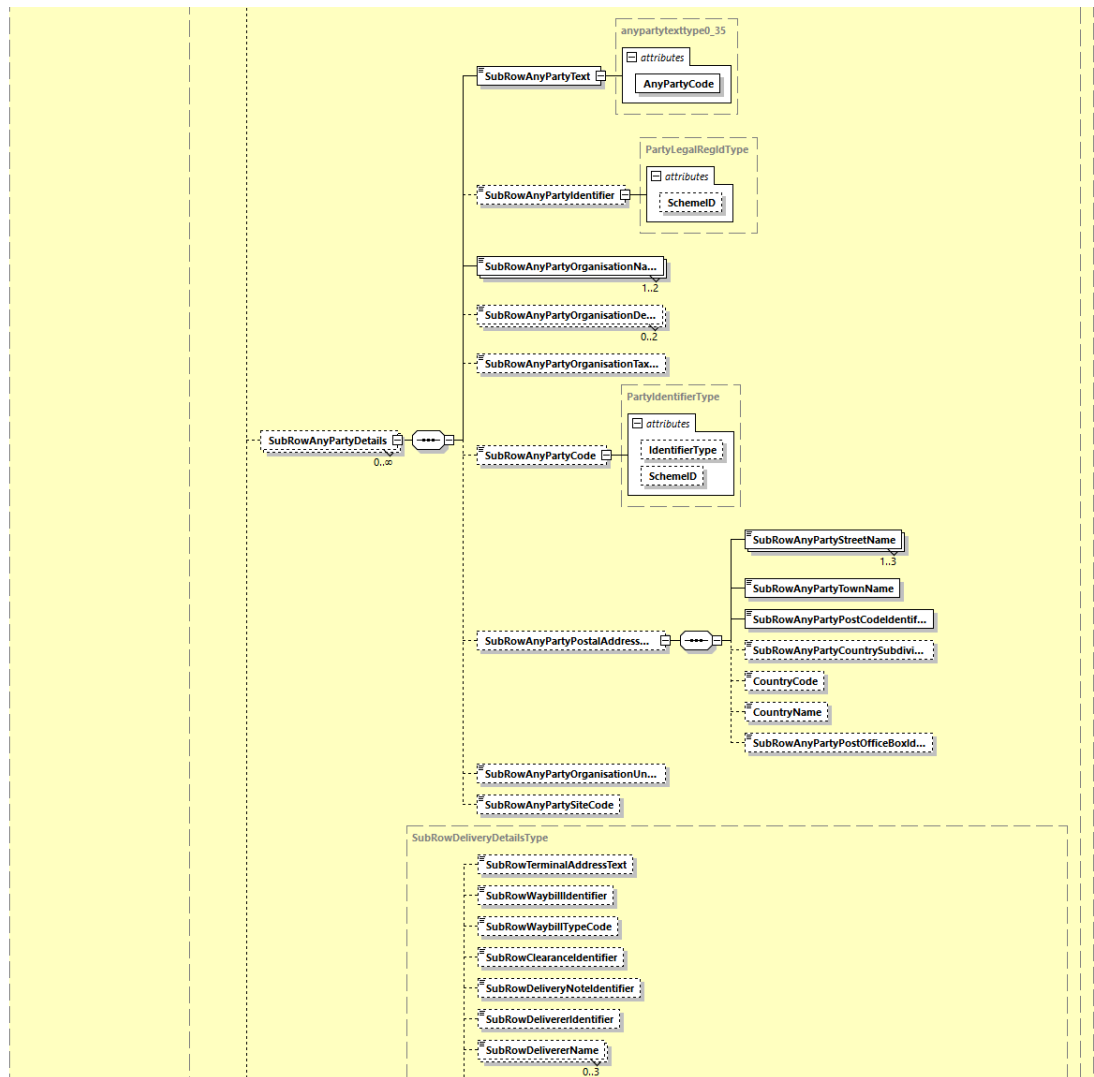 anypartytexttype0_35
attributes
SubRowAnyPartyText
AnyPartyCode
PartyLegalRegIdType
attributes
SubRowAnyPartyIdentifier
SchemeID
SubRowAnyPartyOrganisationNa...
1..2
SubRowAnyPartyOrganisationDe...
0..2
SubRowAnyPartyOrganisationTax...
PartyIdentifierType
attributes
SubRowAnyPartyDetails
0..∞
IdentifierType
SubRowAnyPartyCode
SchemeID
SubRowAnyPartyStreetName
1..3
SubRowAnyPartyTownName
SubRowAnyPartyPostCodeIdentif...
SubRowAnyPartyPostalAddress...
SubRowAnyPartyCountrySubdivi...
CountryCode
CountryName
SubRowAnyPartyPostOfficeBoxId...
SubRowAnyPartyOrganisationUn...
SubRowAnyPartySiteCode
SubRowDeliveryDetailsType
SubRowTerminalAddressText
SubRowWaybillIdentifier
SubRowWaybillTypeCode
SubRowClearanceIdentifier
SubRowDeliveryNoteIdentifier
SubRowDelivererIdentifier
SubRowDelivererName
0..3